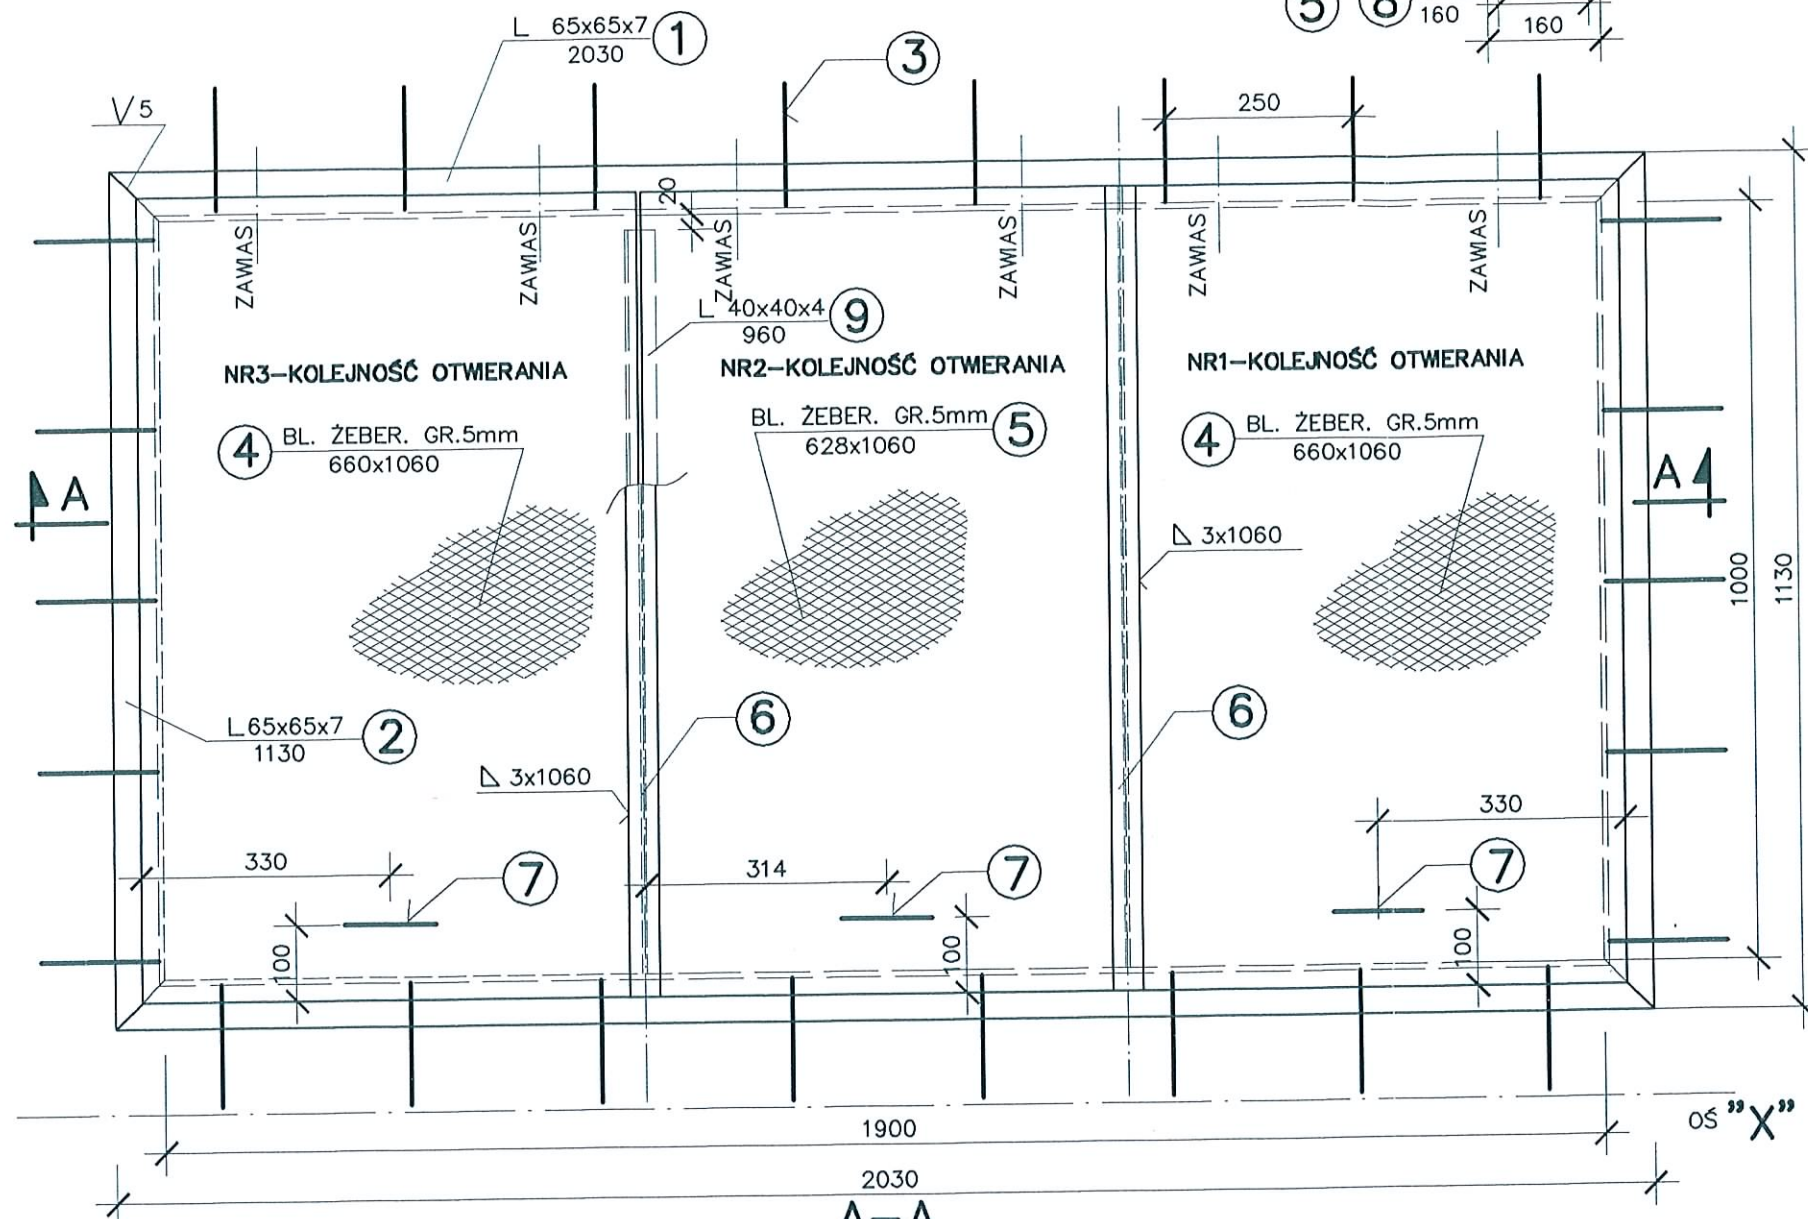 L 65x65x7 1
2030
5 8 160
160
3
V5
250
20
ZAWIAS
ZAWIAS
ZAWIAS
ZAWIAS
ZAWIAS
ZAWIAS
L 40x40x4 9
960
NR3-KOLEJNOŚĆ OTWIERANIA
NR2-KOLEJNOŚĆ OTWIERANIA
NR1-KOLEJNOŚĆ OTWIERANIA
4 BL. ŻEBER. GR.5mm
660x1060
BL. ŻEBER. GR.5mm 5
628x1060
4 BL. ŻEBER. GR.5mm
660x1060
A
A
3x1060
1000
1130
L65x65x7 2
1130
6
6
3x1060
330
330
314
7
7
7
100
100
100
1900
OŚ "X"
2030
A-A